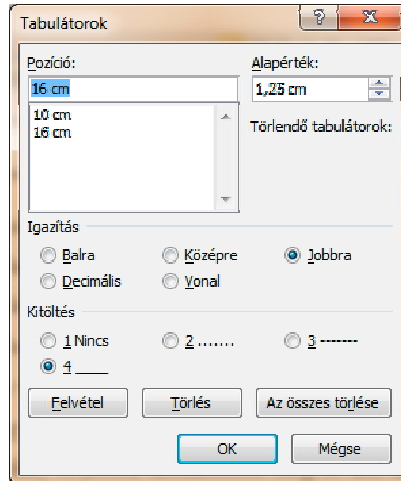 Tabulátorok
Pozíció: Alapérték:
16 cm 1,25 cm
10 cm
16 cm
Törlendő tabulátorok:
Igazítás
Balra Középre Jobbra
Decimális Vonal
Kitöltés
1 Nincs 2 ....... 3 -------
4 ____
Felvétel Törlés Az összes törlése
OK Mégse